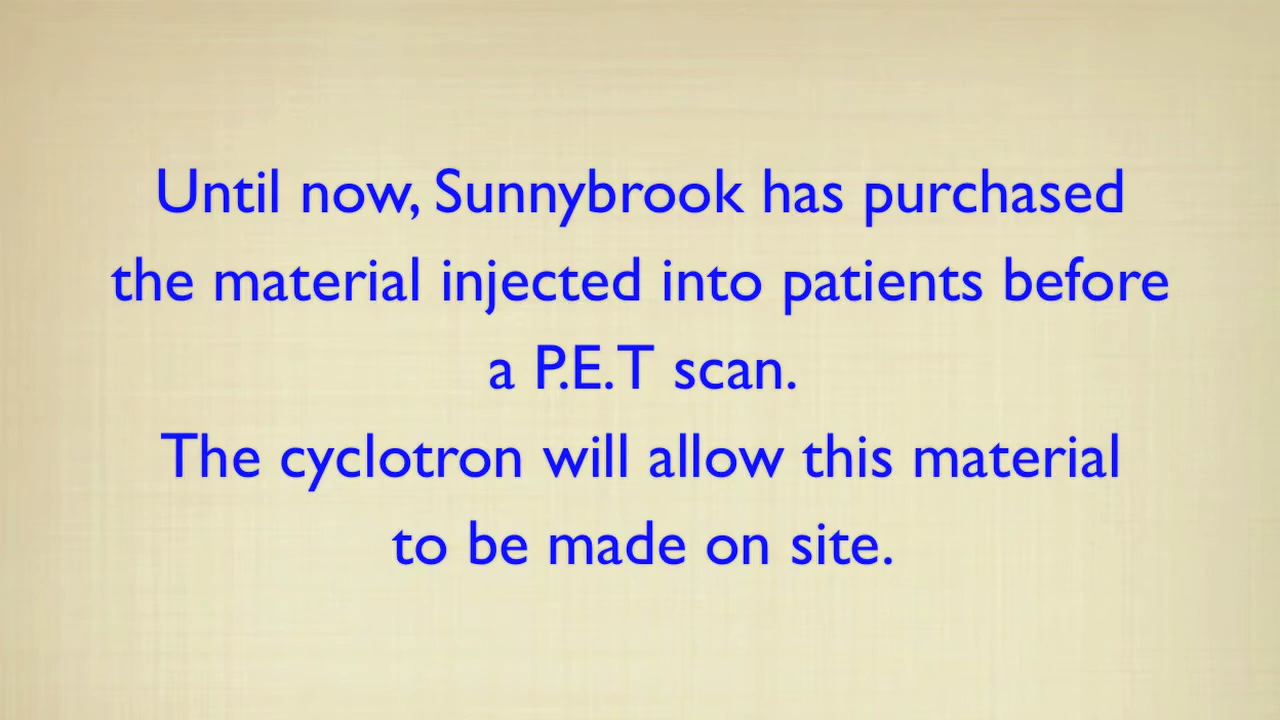 Until now, Sunnybrook has purchased
the material injected into patients before
a P.E.T scan.
The cyclotron will allow this material
to be made on site.